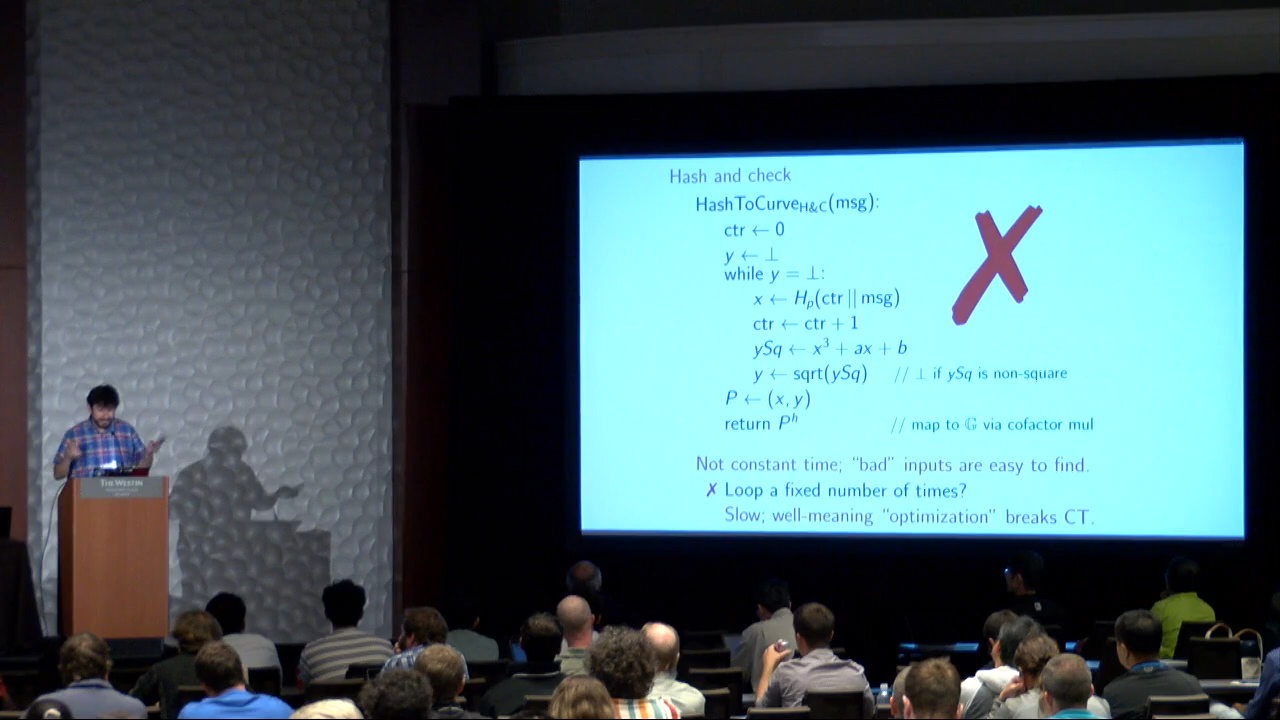 Hash and check
HashToCurveH&C(msg):
ctr ← 0
y ← ⊥
while y = ⊥:
x ← Hp(ctr || msg)
ctr ← ctr + 1
ySq ← x³ + ax + b
y ← sqrt(ySq) // ⊥ if ySq is non-square
P ← (x, y)
return Pʰ // map to 𝔾 via cofactor mul
Not constant time; “bad” inputs are easy to find.
✗ Loop a fixed number of times?
Slow; well-meaning “optimization” breaks CT.
THE WESTIN